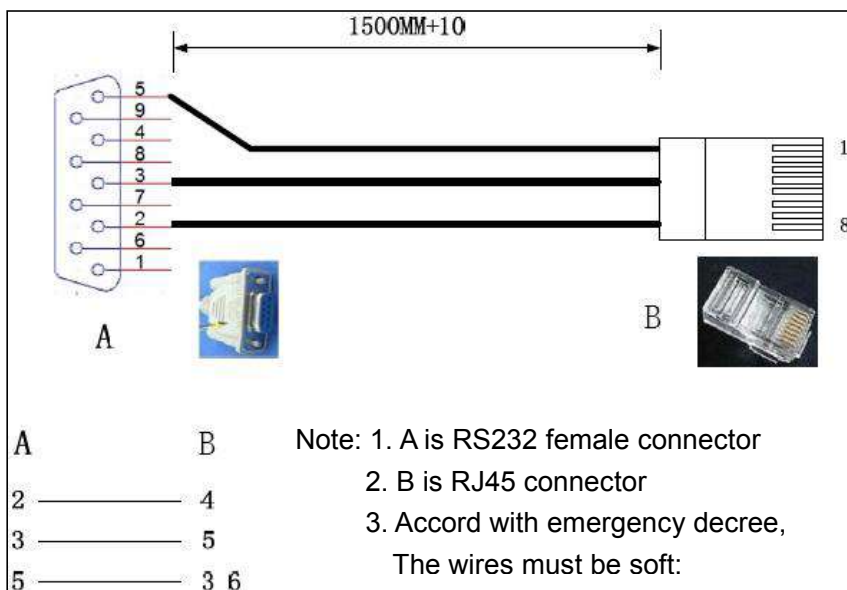 1500MM+10
5
9
4
8
3
7
2
6
1
1
8
A
B
A B
2 4
3 5
5 3 6
Note: 1. A is RS232 female connector
2. B is RJ45 connector
3. Accord with emergency decree,
The wires must be soft: